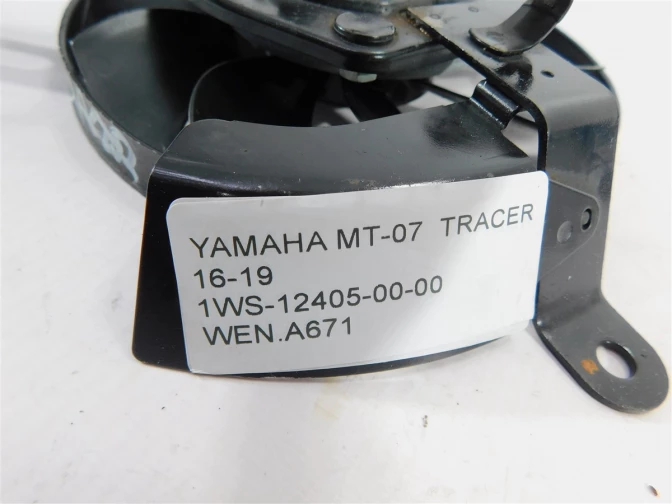 YAMAHA MT-07 TRACER
16-19
1WS-12405-00-00
WEN.A671